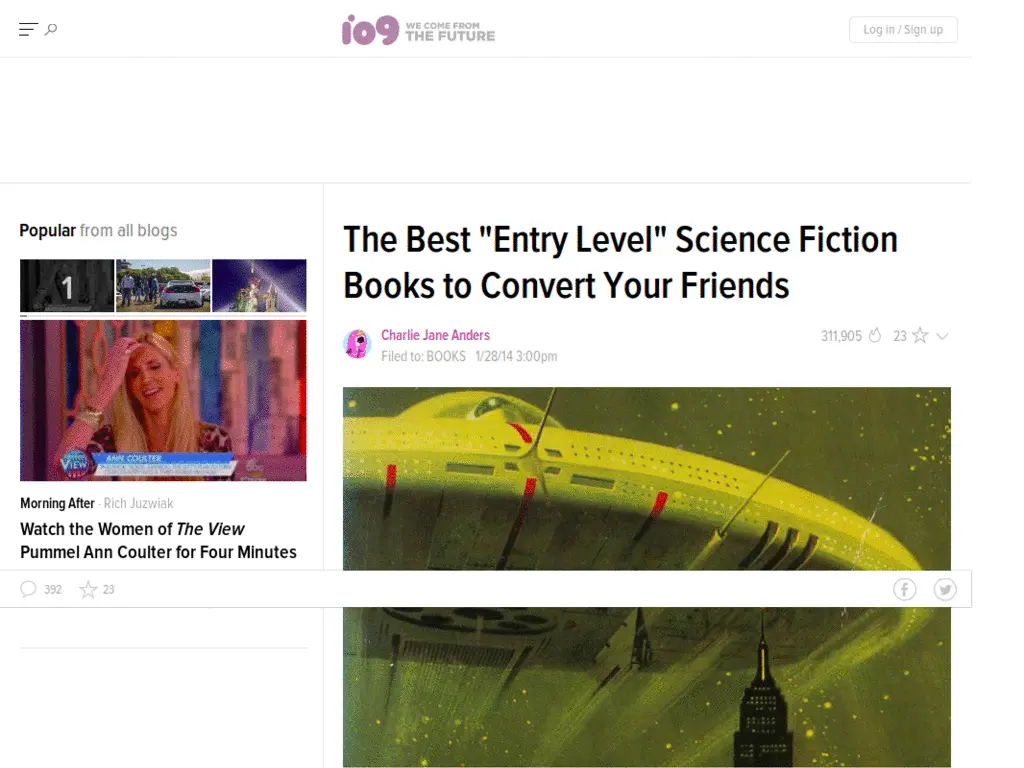 io9 WE COME FROM
THE FUTURE
Log in / Sign up
Popular from all blogs
1
VIEW
ANN COULTER
abc
Morning After - Rich Juzwiak
Watch the Women of The View
Pummel Ann Coulter for Four Minutes
The Best "Entry Level" Science Fiction
Books to Convert Your Friends
Charlie Jane Anders
Filed to: BOOKS 1/28/14 3:00pm
311,905 23
392 23